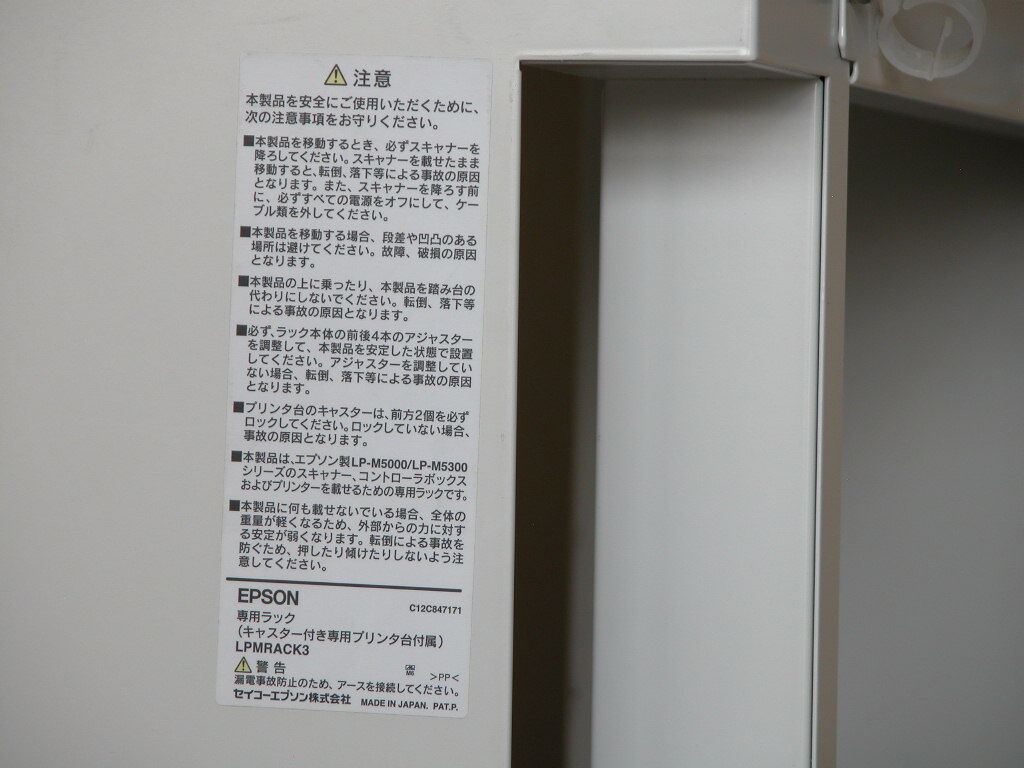 注意
本製品を安全にご使用いただくために、
次の注意事項をお守りください。
■本製品を移動するとき、必ずスキャナーを
降ろしてください。スキャナーを載せたまま
移動すると、転倒、落下等による事故の原因
となります。また、スキャナーを降ろす前
に、必ずすべての電源をオフにして、ケー
ブル類を外してください。
■本製品を移動する場合、段差や凹凸のある
場所は避けてください。故障、破損の原因
となります。
■本製品の上に乗ったり、本製品を踏み台の
代わりにしないでください。転倒、落下等
による事故の原因となります。
■必ず、ラック本体の前後4本のアジャスター
を調整して、本製品を安定した状態で設置
してください。アジャスターを調整してい
ない場合、転倒、落下等による事故の原因
となります。
■プリンタ台のキャスターは、前方2個を必ず
ロックしてください。ロックしていない場合、
事故の原因となります。
■本製品は、エプソン製LP-M5000/LP-M5300
シリーズのスキャナー、コントローラボックス
およびプリンターを載せるための専用ラックです。
■本製品に何も載せないでいる場合、全体の
重量が軽くなるため、外部からの力に対す
る安定が弱くなります。転倒による事故を
防ぐため、押したり傾けたりしないよう注
意してください。
EPSON C12C847171
専用ラック
（キャスター付き専用プリンタ台付属）
LPMRACK3
警告 M6 >PP<
漏電事故防止のため、アースを接続してください。
セイコーエプソン株式会社 MADE IN JAPAN. PAT.P.